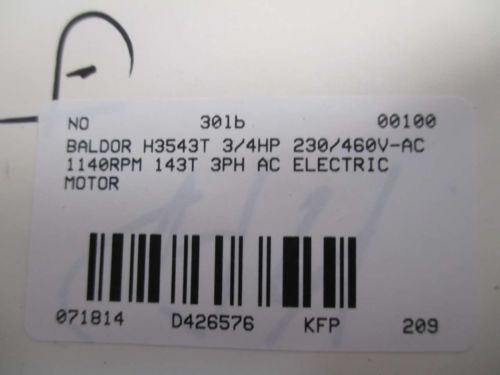 NO 301b 00100
BALDOR H3543T 3/4HP 230/460V-AC
1140RPM 143T 3PH AC ELECTRIC
MOTOR
071814 D426576 KFP 209